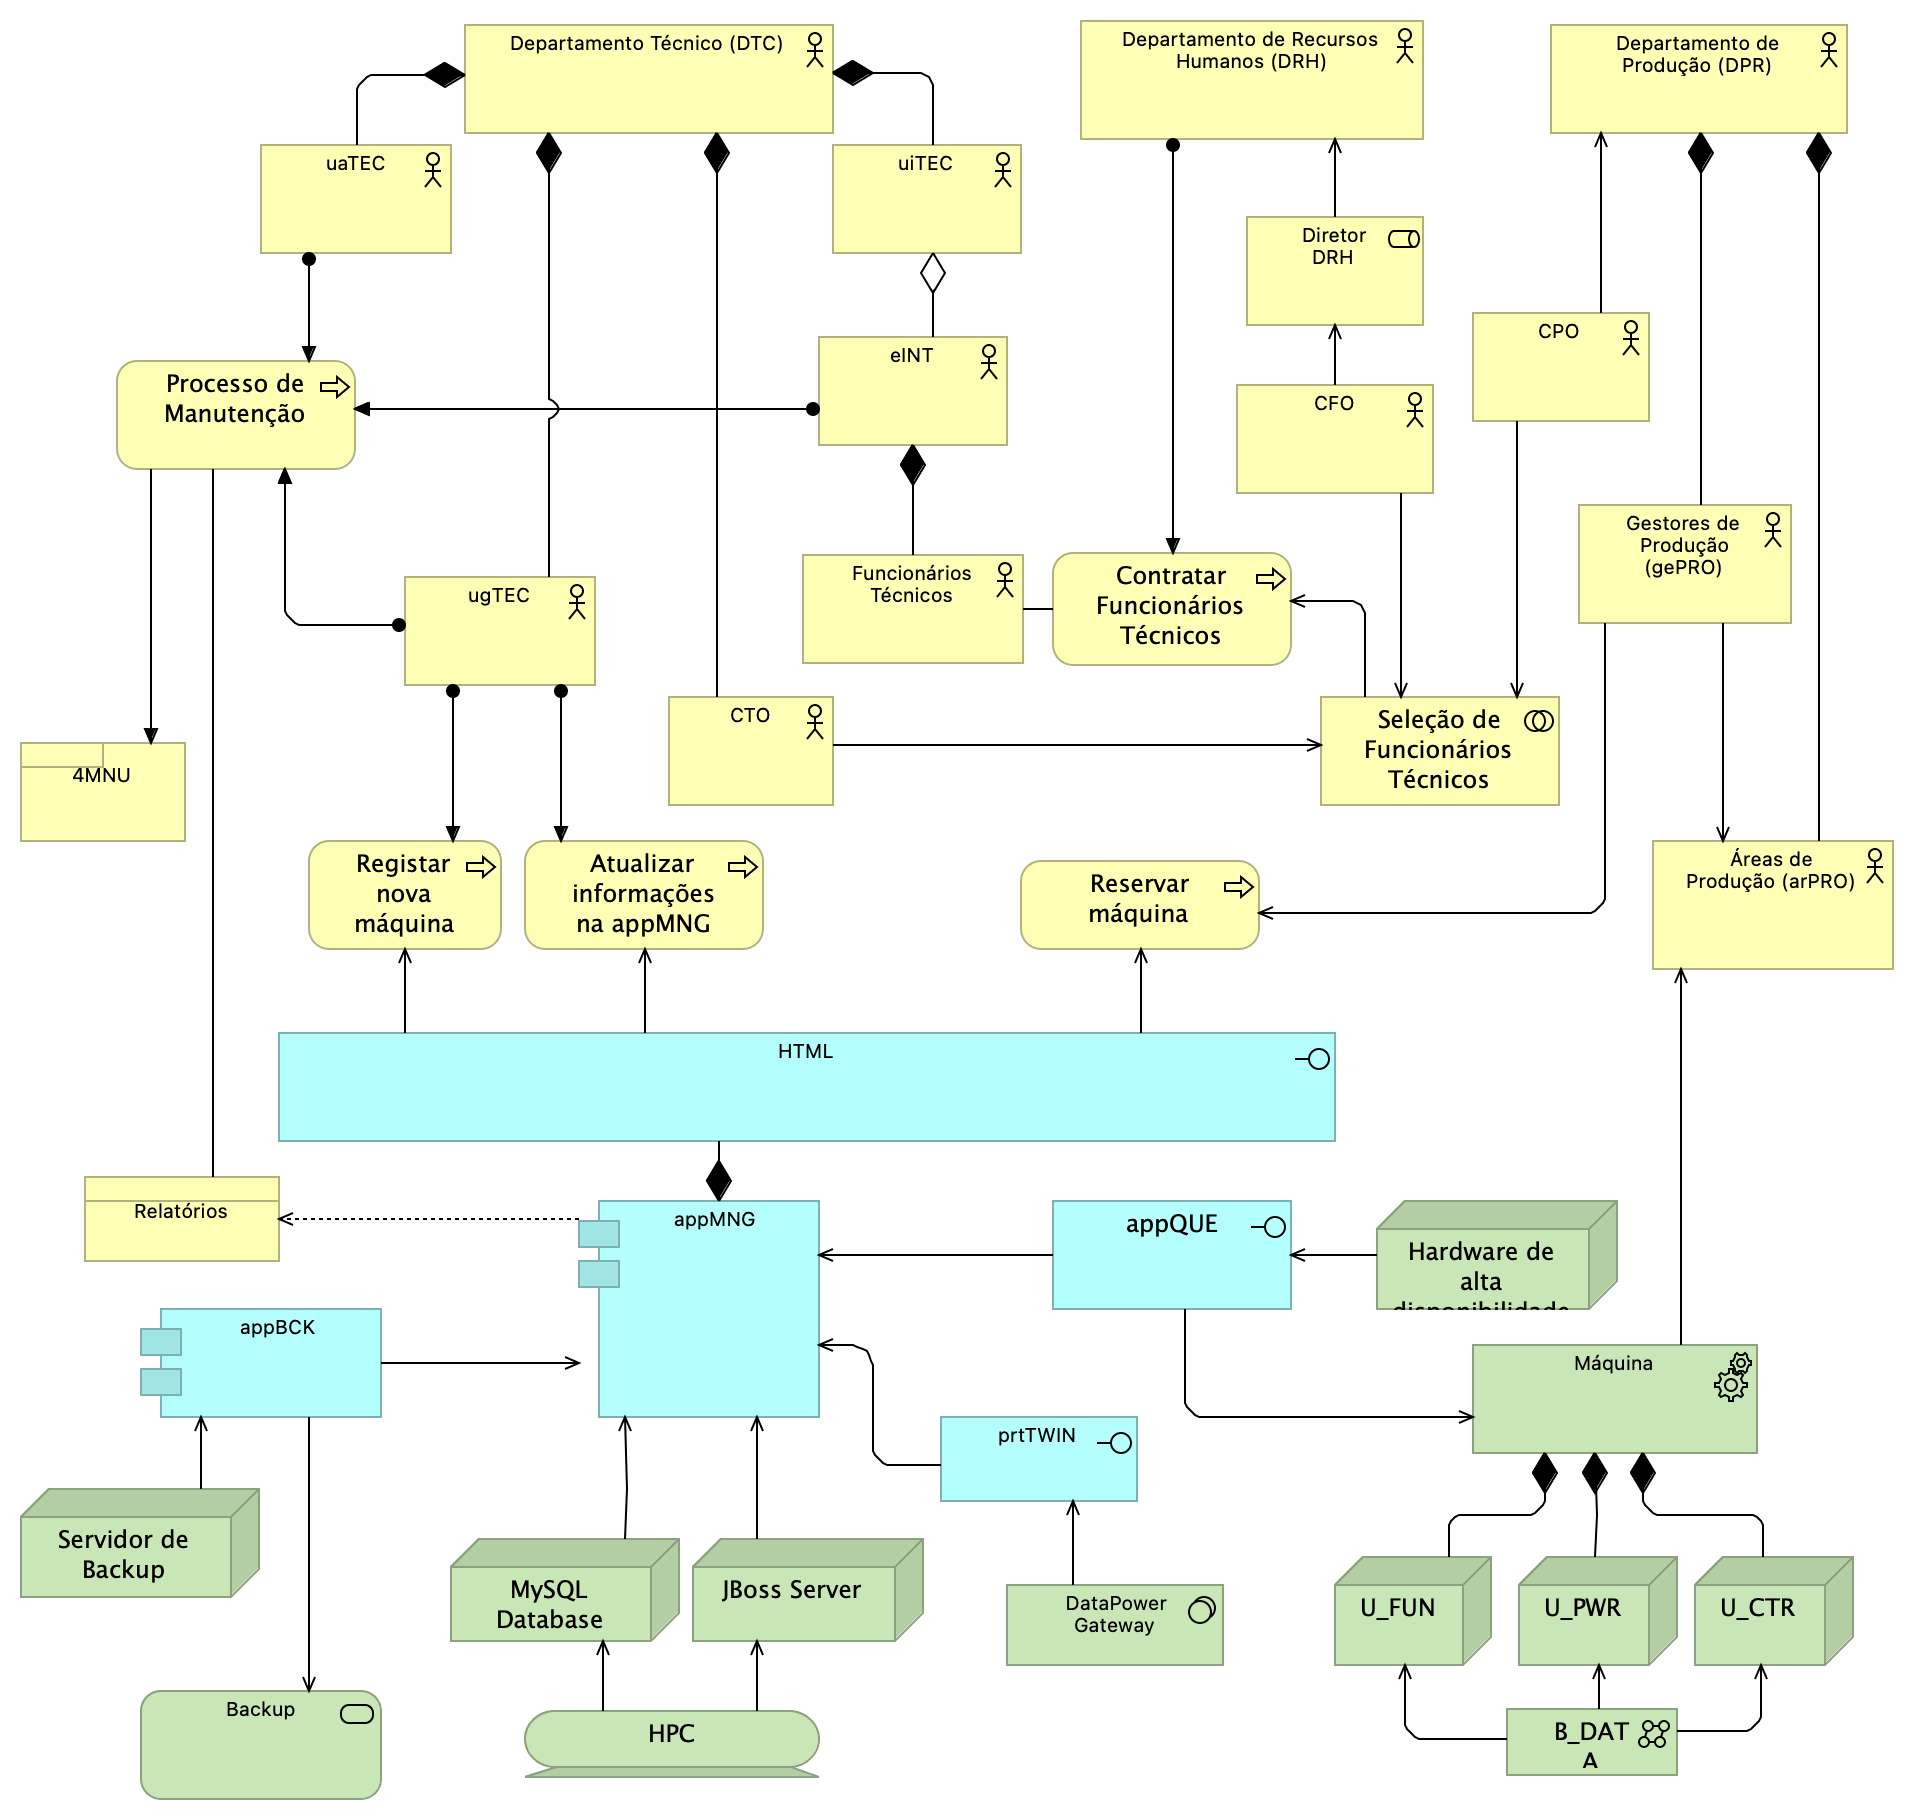 Departamento Técnico (DTC)
Departamento de Recursos
Humanos (DRH)
Departamento de
Produção (DPR)
uaTEC
uiTEC
Diretor
DRH
CPO
eINT
Processo de
Manutenção
CFO
Gestores de
Produção
(gePRO)
Funcionários
Técnicos
Contratar
Funcionários
Técnicos
ugTEC
CTO
Seleção de
Funcionários
Técnicos
4MNU
Registar
nova
máquina
Atualizar
informações
na appMNG
Reservar
máquina
Áreas de
Produção (arPRO)
HTML
Relatórios
appMNG
appQUE
Hardware de
alta
disponibilidade
appBCK
Máquina
prtTWIN
Servidor de
Backup
MySQL
Database
JBoss Server
DataPower
Gateway
U_FUN
U_PWR
U_CTR
Backup
HPC
B_DAT
A